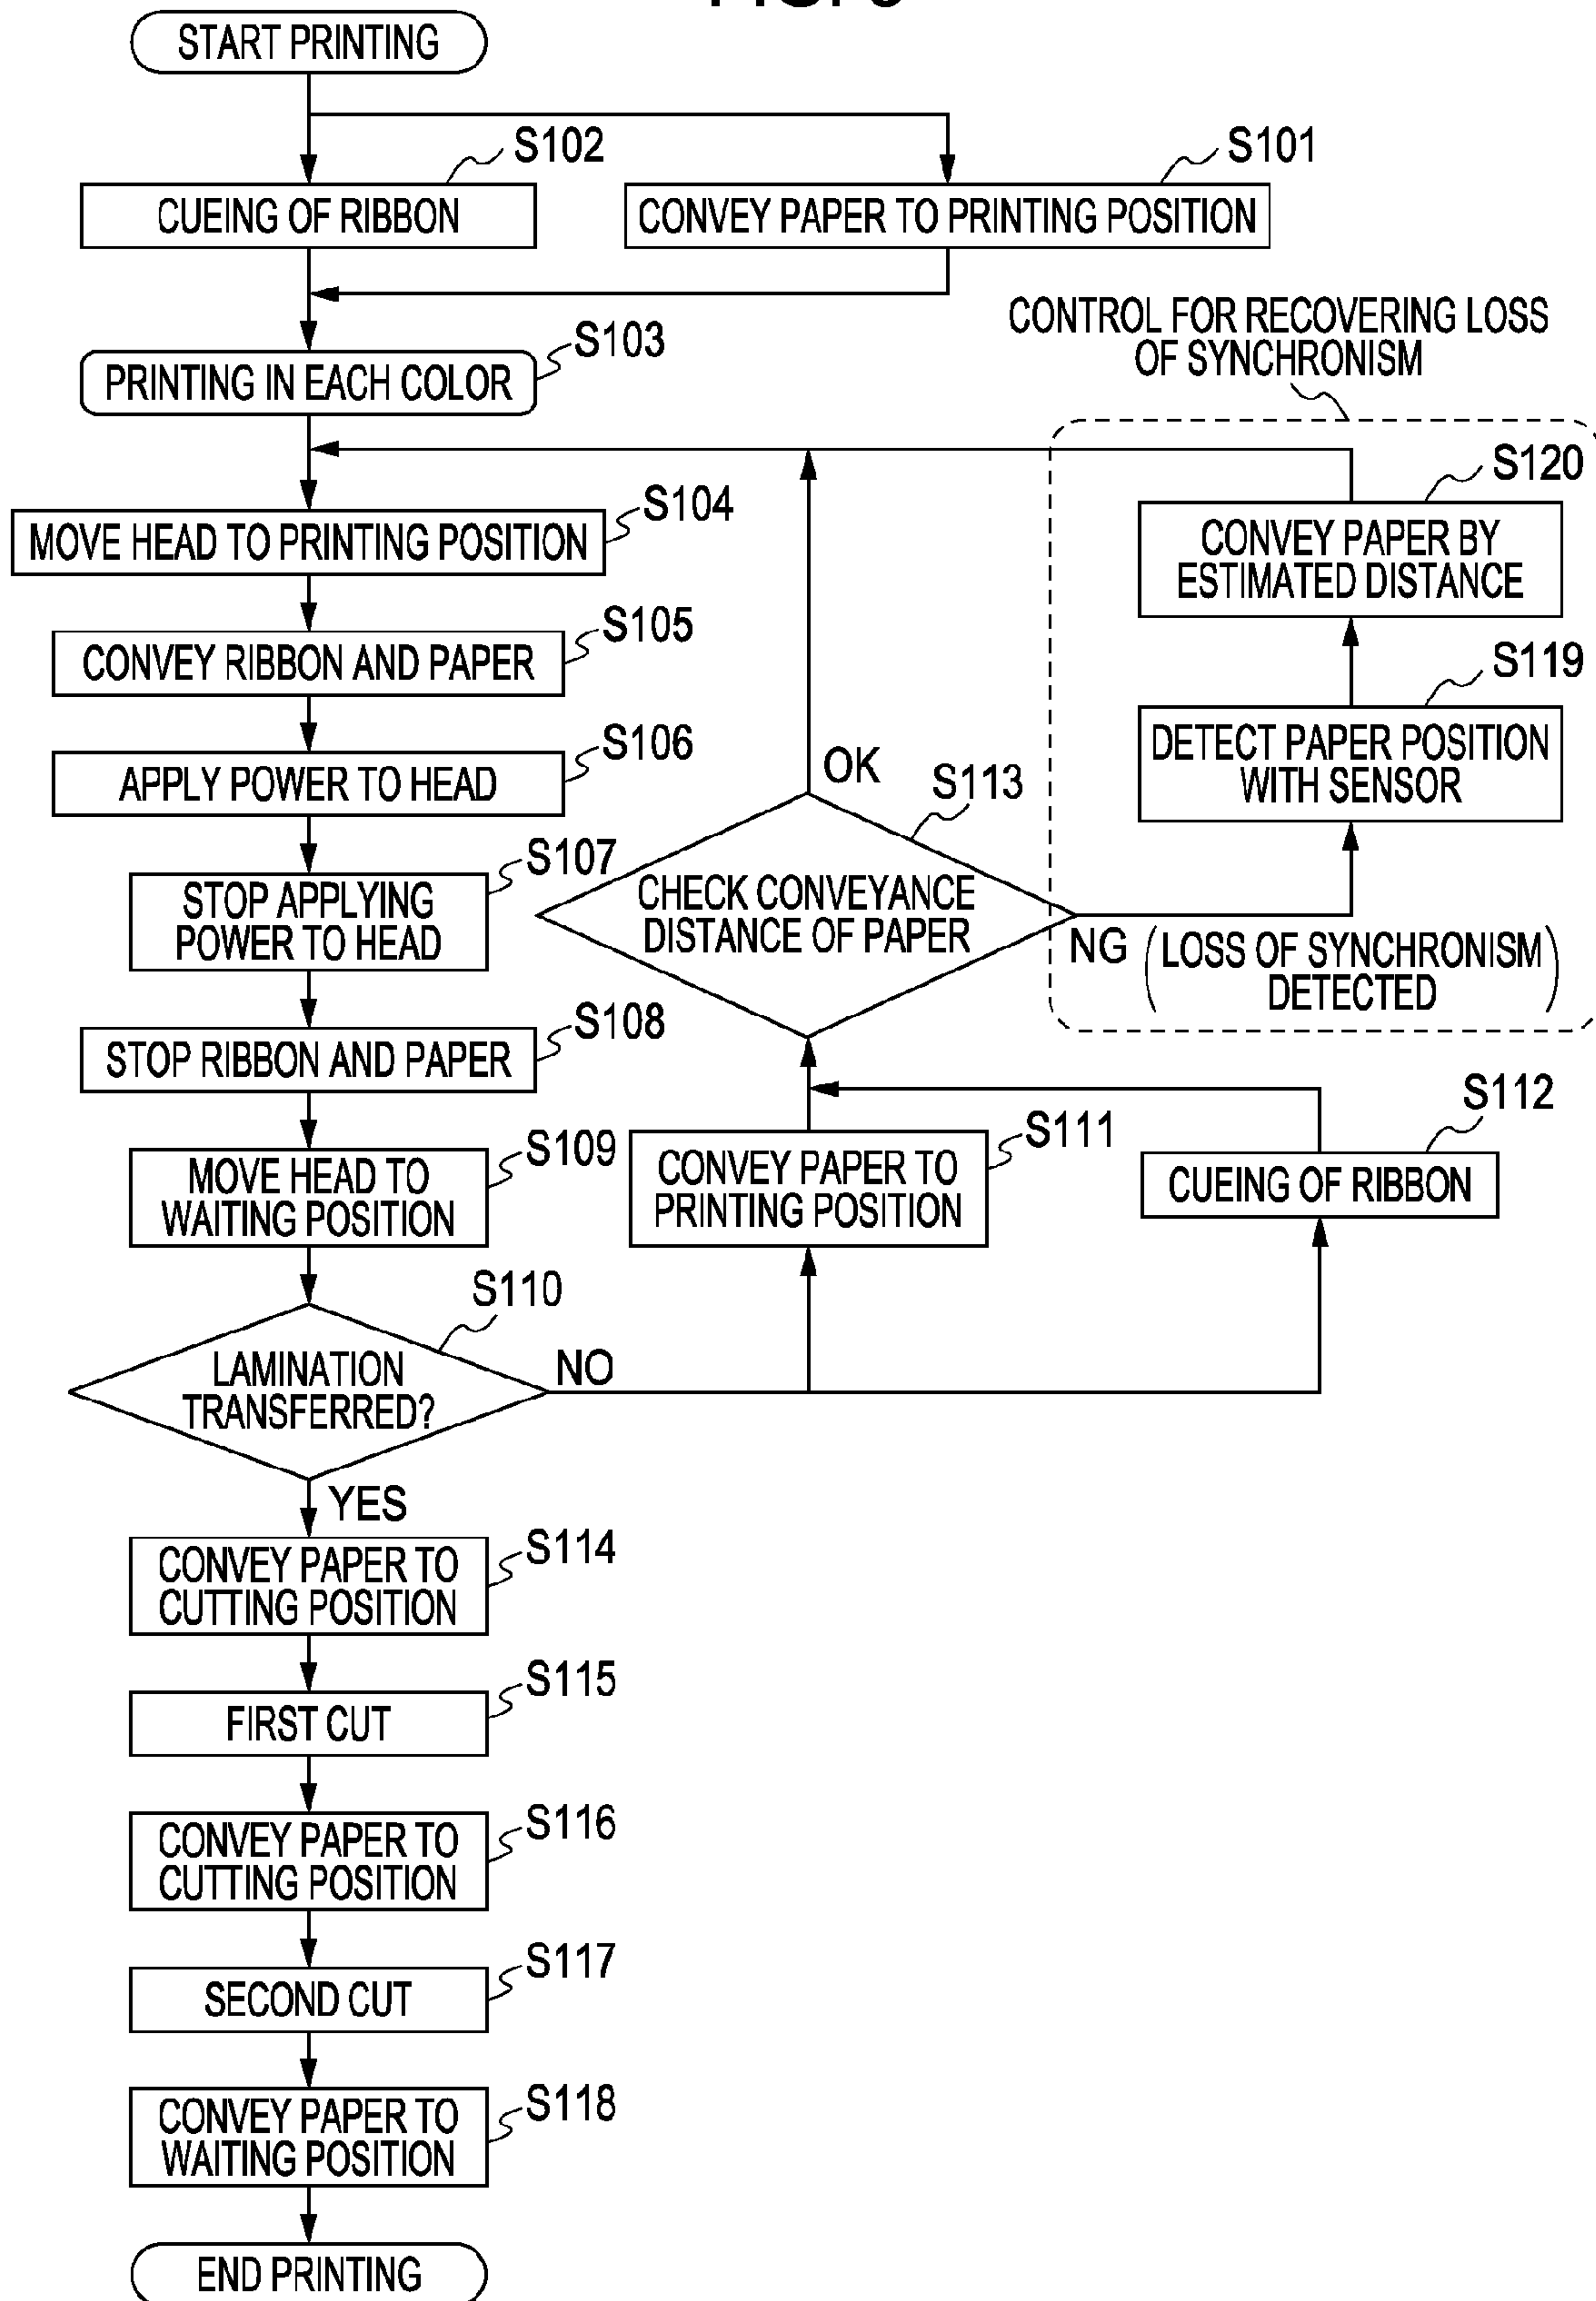 START PRINTING
S102
S101
CUEING OF RIBBON
CONVEY PAPER TO PRINTING POSITION
CONTROL FOR RECOVERING LOSS
OF SYNCHRONISM
S103
PRINTING IN EACH COLOR
S120
S104
MOVE HEAD TO PRINTING POSITION
CONVEY PAPER BY
ESTIMATED DISTANCE
S105
CONVEY RIBBON AND PAPER
S119
S106
APPLY POWER TO HEAD
DETECT PAPER POSITION
WITH SENSOR
OK
S113
S107
STOP APPLYING
POWER TO HEAD
CHECK CONVEYANCE
DISTANCE OF PAPER
NG (LOSS OF SYNCHRONISM
DETECTED)
S108
STOP RIBBON AND PAPER
S112
S109
MOVE HEAD TO
WAITING POSITION
S111
CONVEY PAPER TO
PRINTING POSITION
CUEING OF RIBBON
S110
LAMINATION
TRANSFERRED?
NO
YES
S114
CONVEY PAPER TO
CUTTING POSITION
S115
FIRST CUT
S116
CONVEY PAPER TO
CUTTING POSITION
S117
SECOND CUT
S118
CONVEY PAPER TO
WAITING POSITION
END PRINTING